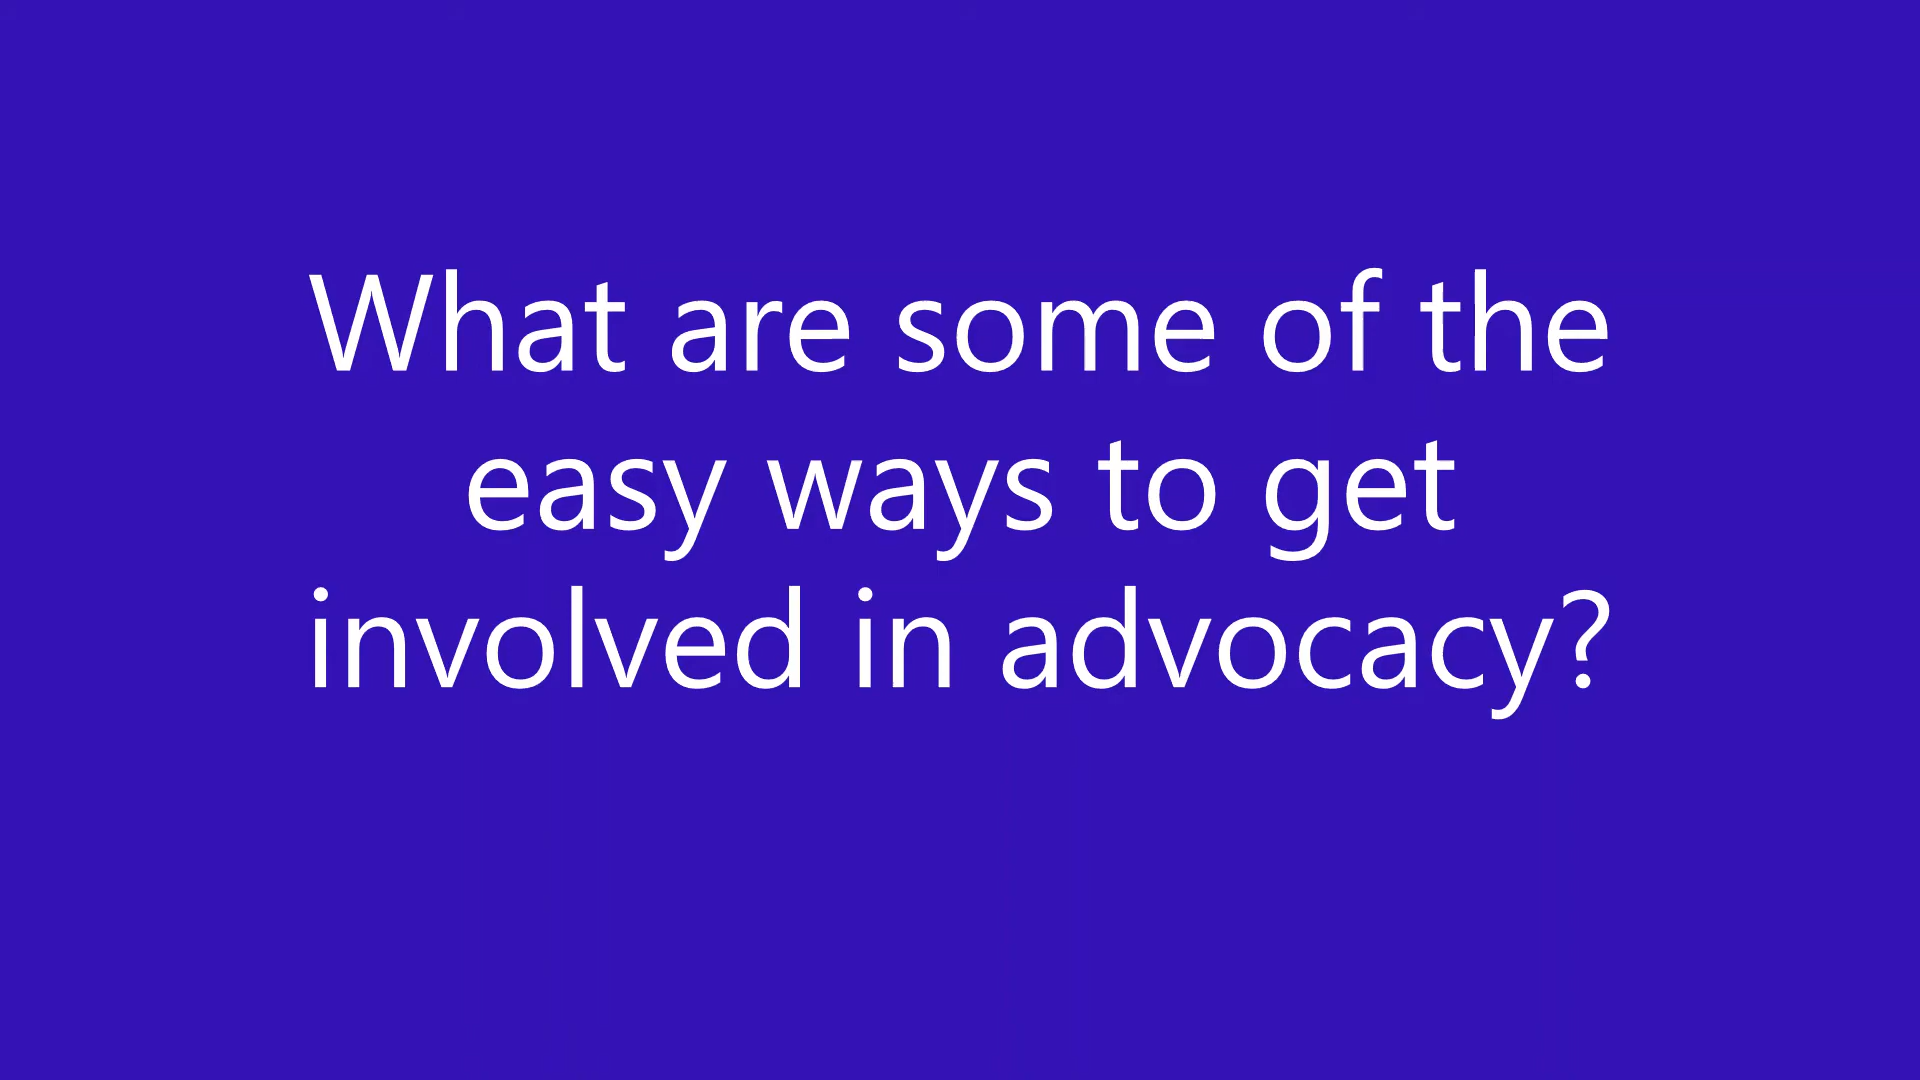 What are some of the
easy ways to get
involved in advocacy?